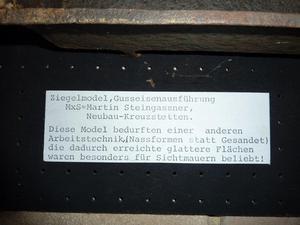 Ziegelmodel,Gusseisenausführung
MxS=Martin Steingassner,
Neubau-Kreuzstetten.
Diese Model bedurften einer anderen
Arbeitstechnik,(Nassformen statt Gesandet)
die dadurch erreichte glattere Flächen
waren besonders für Sichtmauern beliebt!